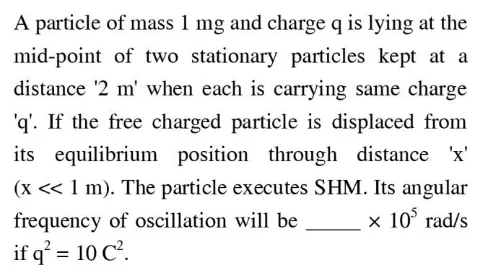 A particle of mass 1 mg and charge q is lying at the
mid-point of two stationary particles kept at a
distance '2 m' when each is carrying same charge
'q'. If the free charged particle is displaced from
its equilibrium position through distance 'x'
(x << 1 m). The particle executes SHM. Its angular
frequency of oscillation will be _____ × 10⁵ rad/s
if q² = 10 C².